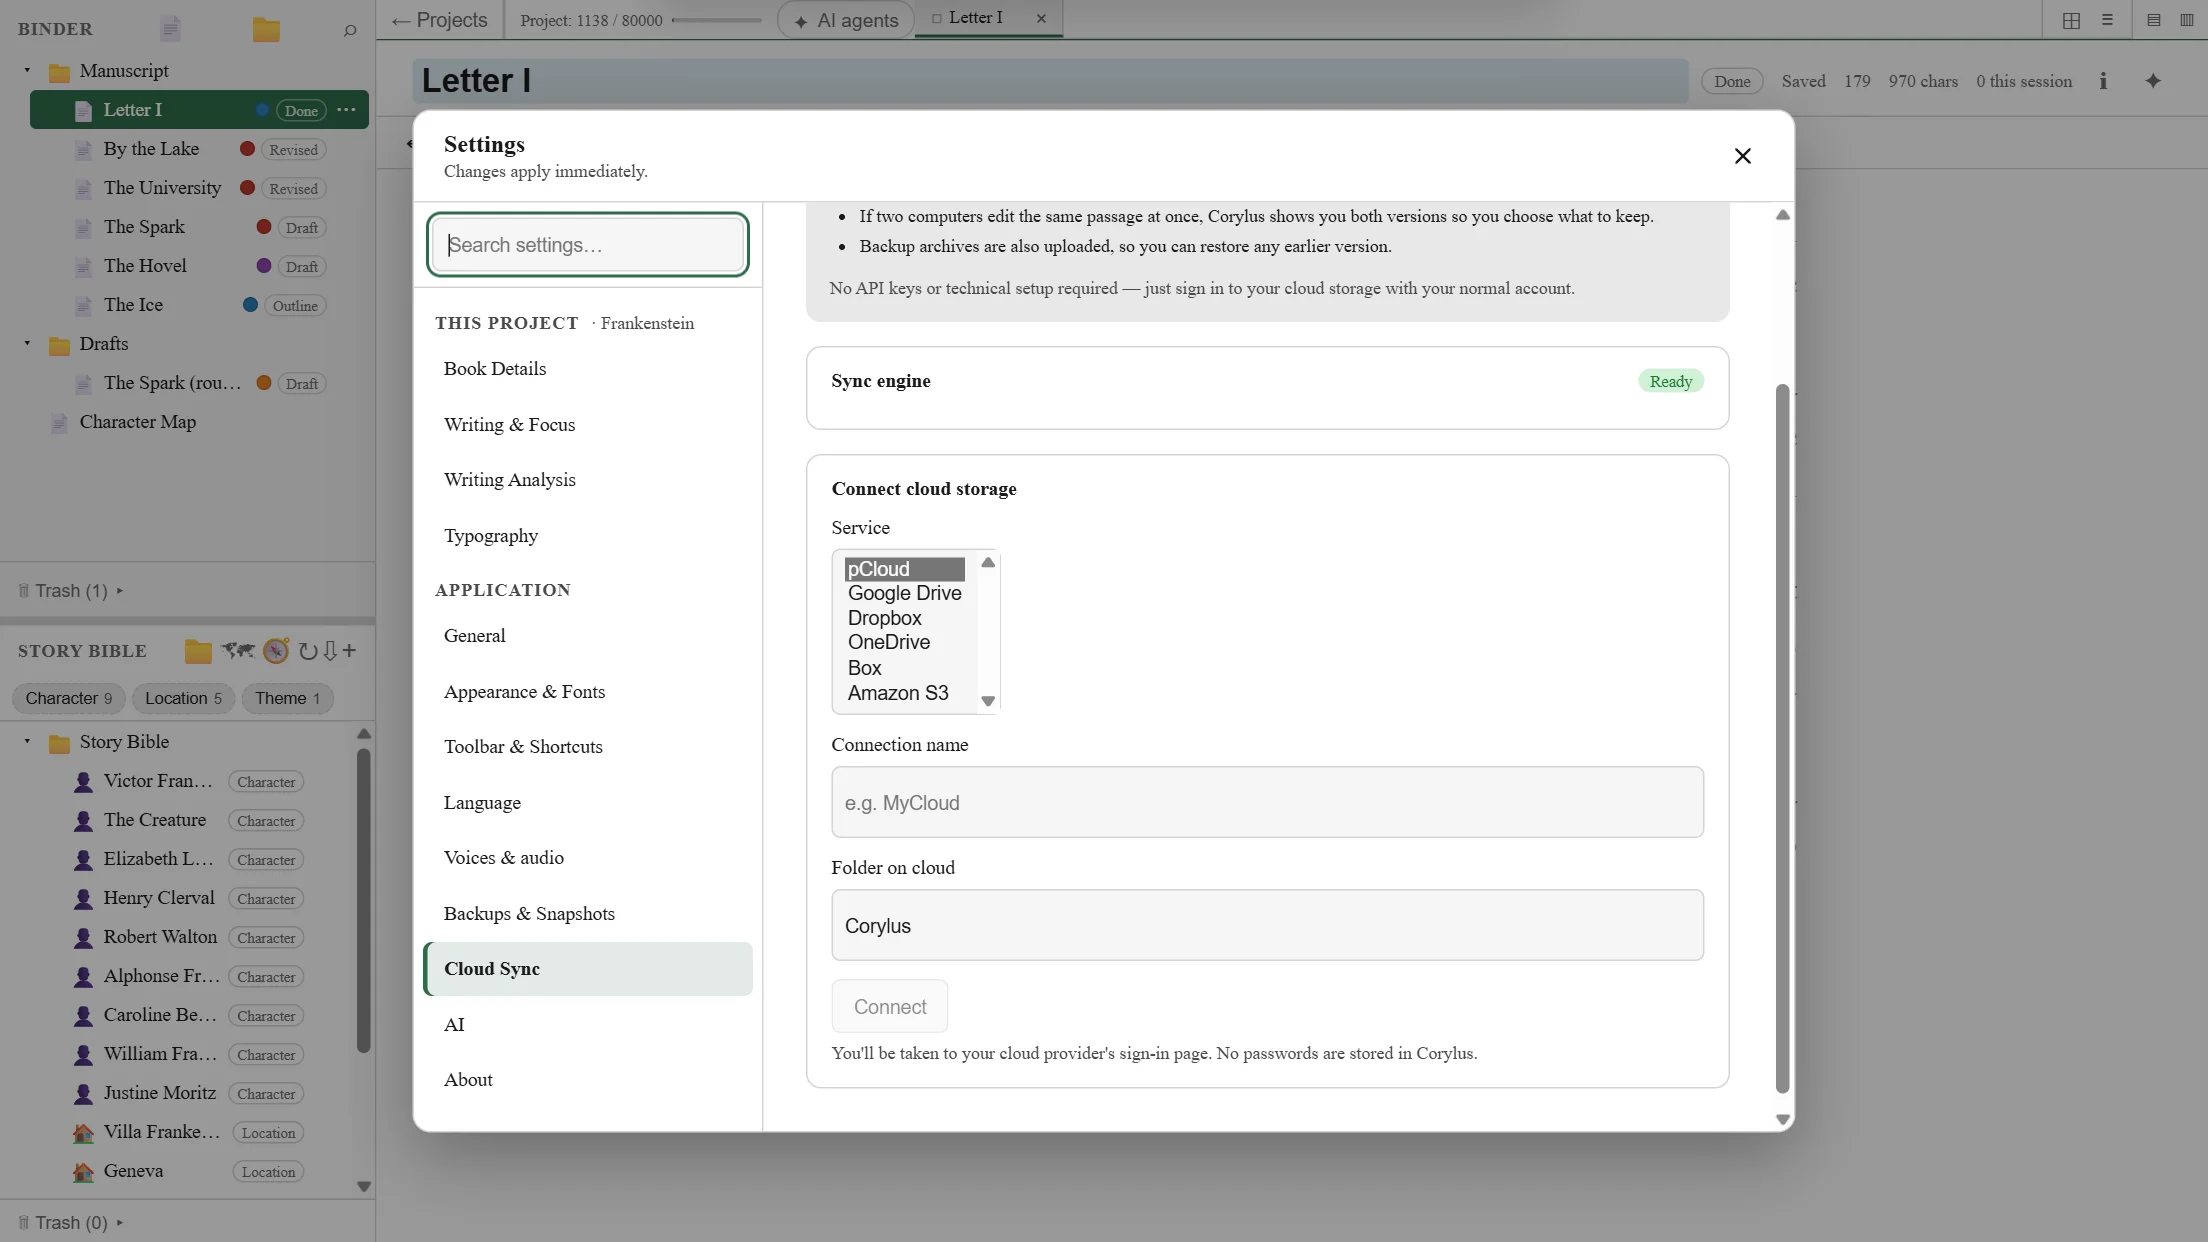 BINDER
Manuscript
Letter I Done ...
By the Lake Revised
The University Revised
The Spark Draft
The Hovel Draft
The Ice Outline
Drafts
The Spark (rou... Draft
Character Map
Trash (1)
STORY BIBLE
Character 9 Location 5 Theme 1
Story Bible
Victor Fran... Character
The Creature Character
Elizabeth L... Character
Henry Clerval Character
Robert Walton Character
Alphonse Fr... Character
Caroline Be... Character
William Fra... Character
Justine Moritz Character
Villa Franke... Location
Geneva Location
Trash (0)
← Projects Project: 1138 / 80000 AI agents Letter I ×
Letter I Done Saved 179 970 chars 0 this session
Settings
Changes apply immediately.
Search settings...
THIS PROJECT · Frankenstein
Book Details
Writing & Focus
Writing Analysis
Typography
APPLICATION
General
Appearance & Fonts
Toolbar & Shortcuts
Language
Voices & audio
Backups & Snapshots
Cloud Sync
AI
About
• If two computers edit the same passage at once, Corylus shows you both versions so you choose what to keep.
• Backup archives are also uploaded, so you can restore any earlier version.
No API keys or technical setup required — just sign in to your cloud storage with your normal account.
Sync engine Ready
Connect cloud storage
Service
pCloud
Google Drive
Dropbox
OneDrive
Box
Amazon S3
Connection name
e.g. MyCloud
Folder on cloud
Corylus
Connect
You'll be taken to your cloud provider's sign-in page. No passwords are stored in Corylus.